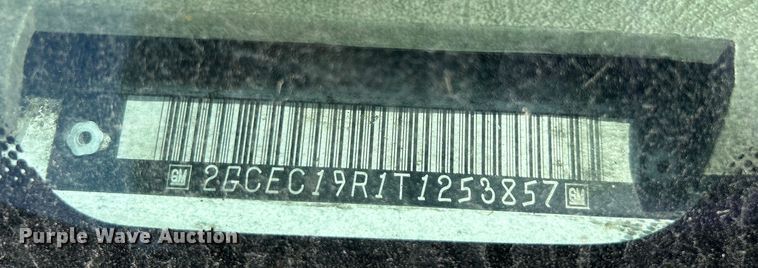 GM 2GCEC19R1T1253857 GM
Purple Wave Auction